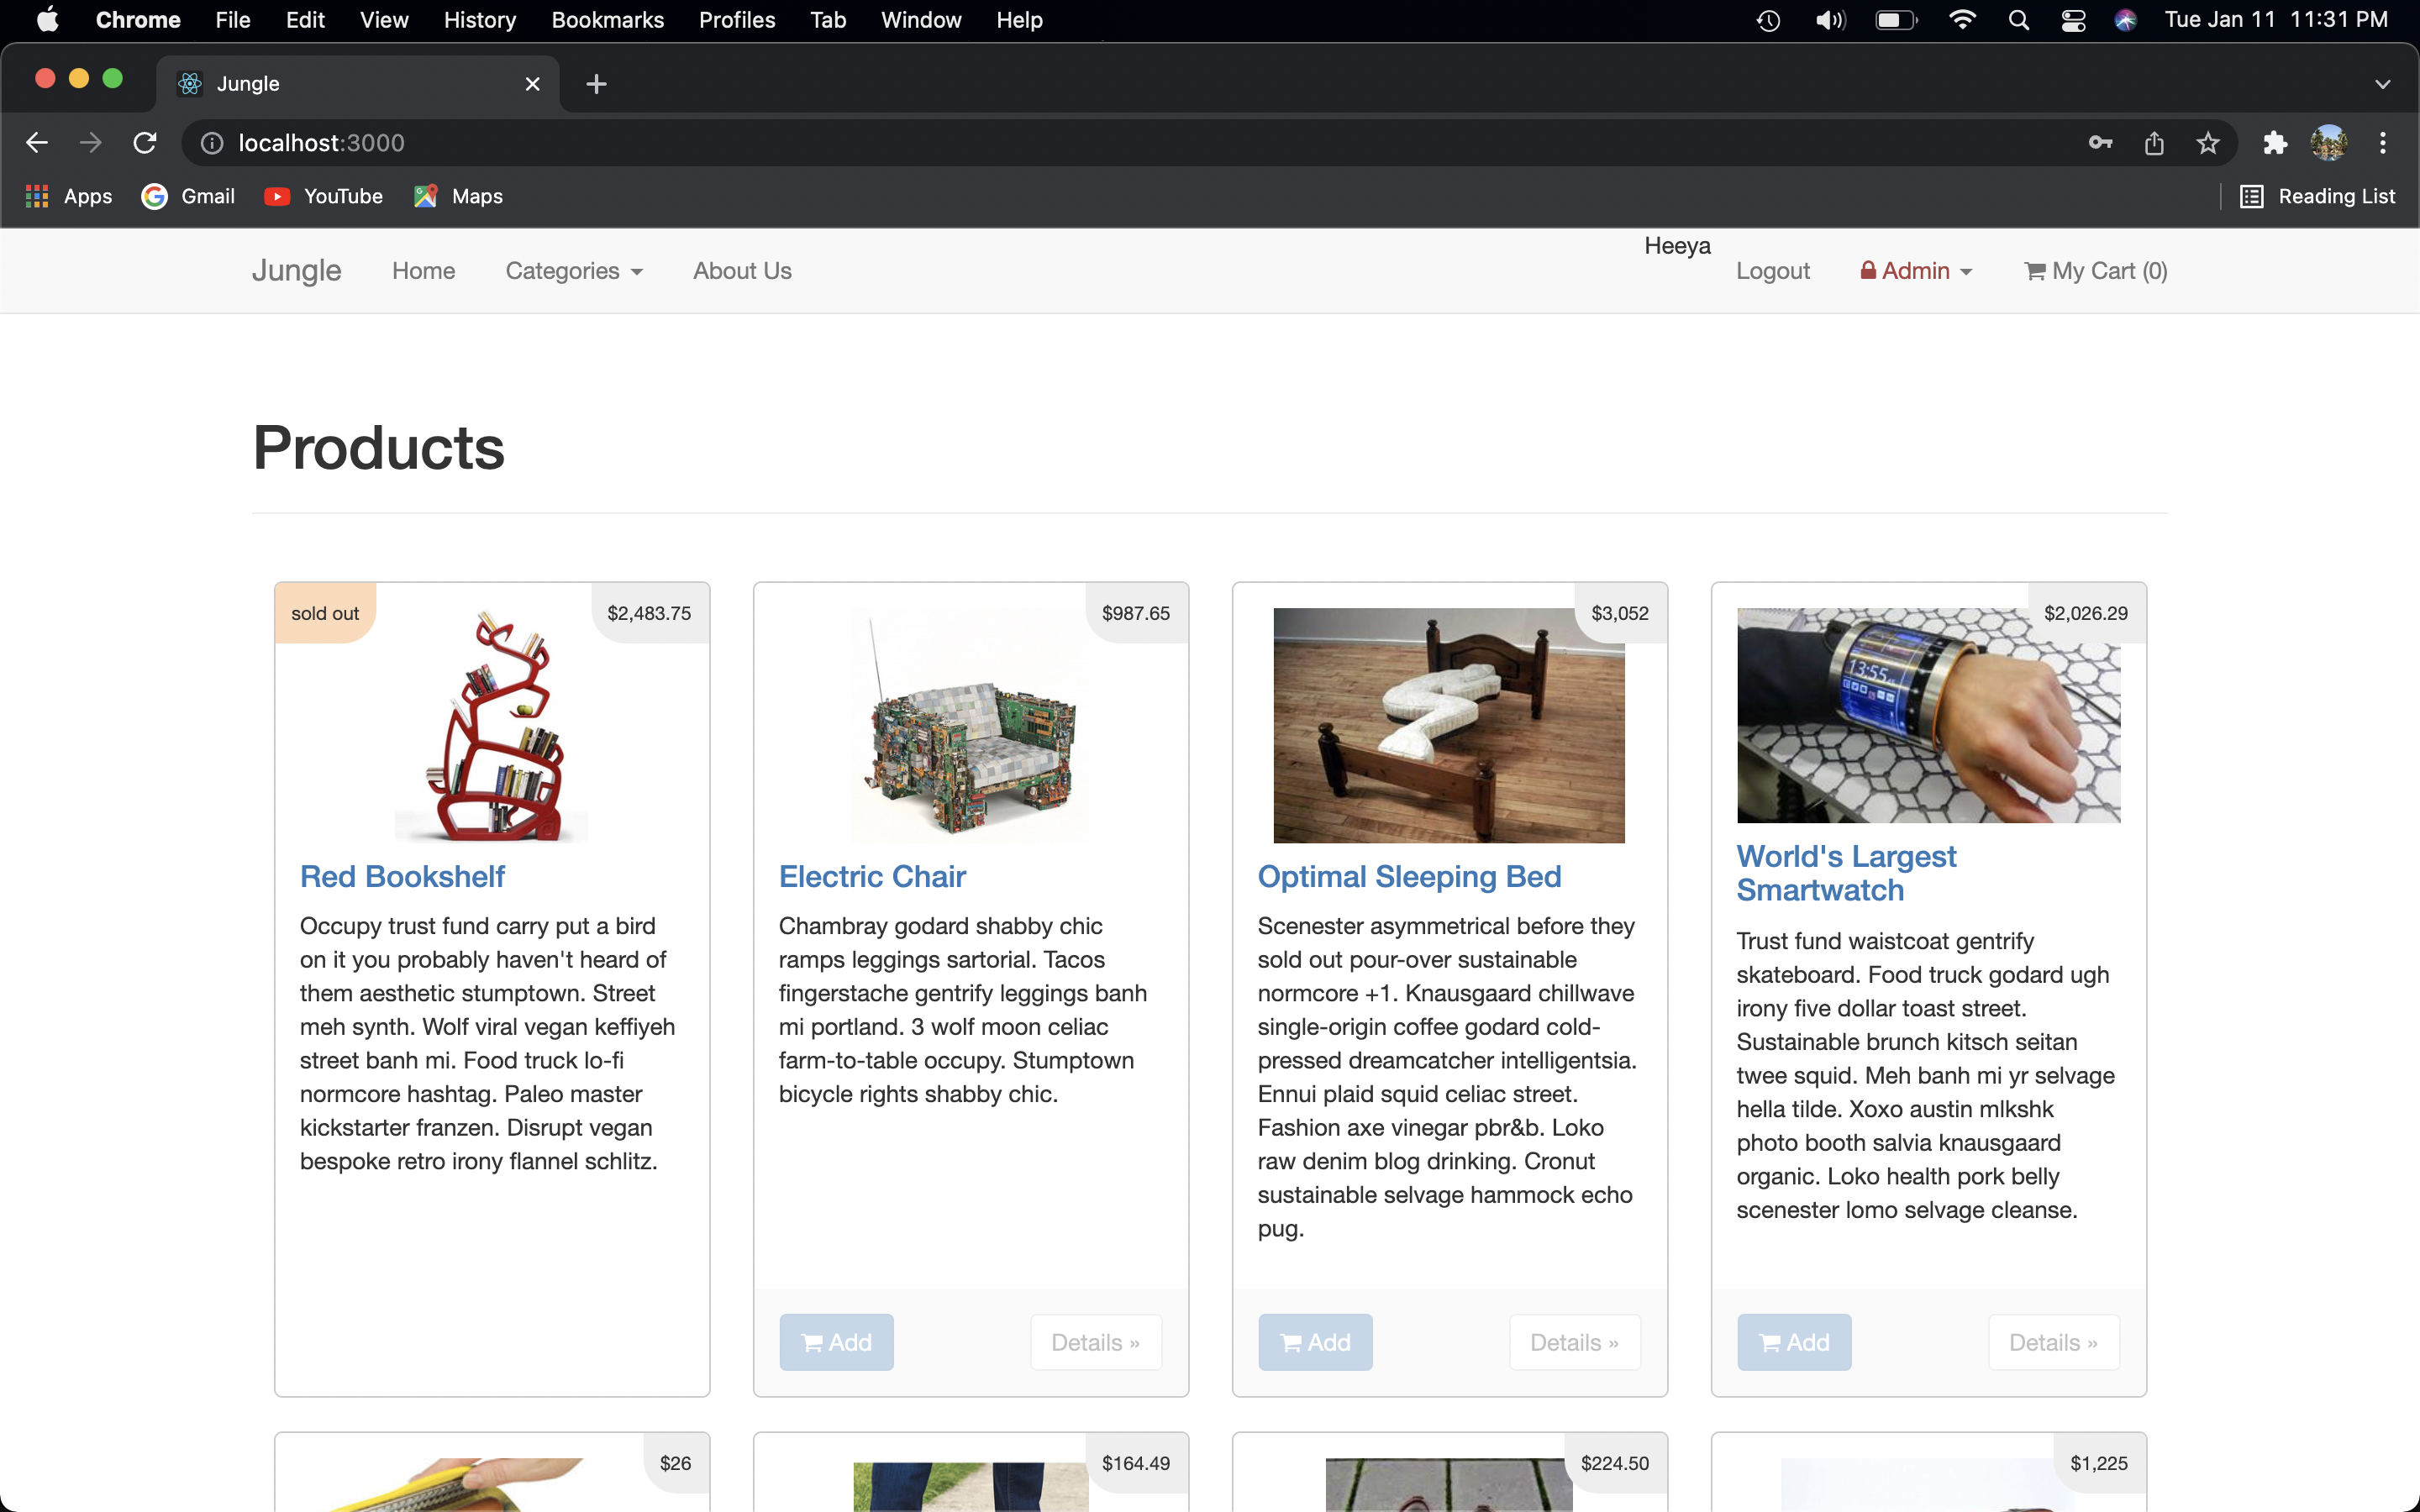 Chrome File Edit View History Bookmarks Profiles Tab Window Help Tue Jan 11 11:31 PM
Jungle
localhost:3000
Apps Gmail YouTube Maps Reading List
Jungle Home Categories About Us Heeya Logout Admin My Cart (0)
Products
sold out
$2,483.75
Red Bookshelf
Occupy trust fund carry put a bird
on it you probably haven't heard of
them aesthetic stumptown. Street
meh synth. Wolf viral vegan keffiyeh
street banh mi. Food truck lo-fi
normcore hashtag. Paleo master
kickstarter franzen. Disrupt vegan
bespoke retro irony flannel schlitz.
$987.65
Electric Chair
Chambray godard shabby chic
ramps leggings sartorial. Tacos
fingerstache gentrify leggings banh
mi portland. 3 wolf moon celiac
farm-to-table occupy. Stumptown
bicycle rights shabby chic.
Add Details »
$3,052
Optimal Sleeping Bed
Scenester asymmetrical before they
sold out pour-over sustainable
normcore +1. Knausgaard chillwave
single-origin coffee godard cold-
pressed dreamcatcher intelligentsia.
Ennui plaid squid celiac street.
Fashion axe vinegar pbr&b. Loko
raw denim blog drinking. Cronut
sustainable selvage hammock echo
pug.
Add Details »
$2,026.29
13:55
World's Largest
Smartwatch
Trust fund waistcoat gentrify
skateboard. Food truck godard ugh
irony five dollar toast street.
Sustainable brunch kitsch seitan
twee squid. Meh banh mi yr selvage
hella tilde. Xoxo austin mlkshk
photo booth salvia knausgaard
organic. Loko health pork belly
scenester lomo selvage cleanse.
Add Details »
$26
$164.49
$224.50
$1,225